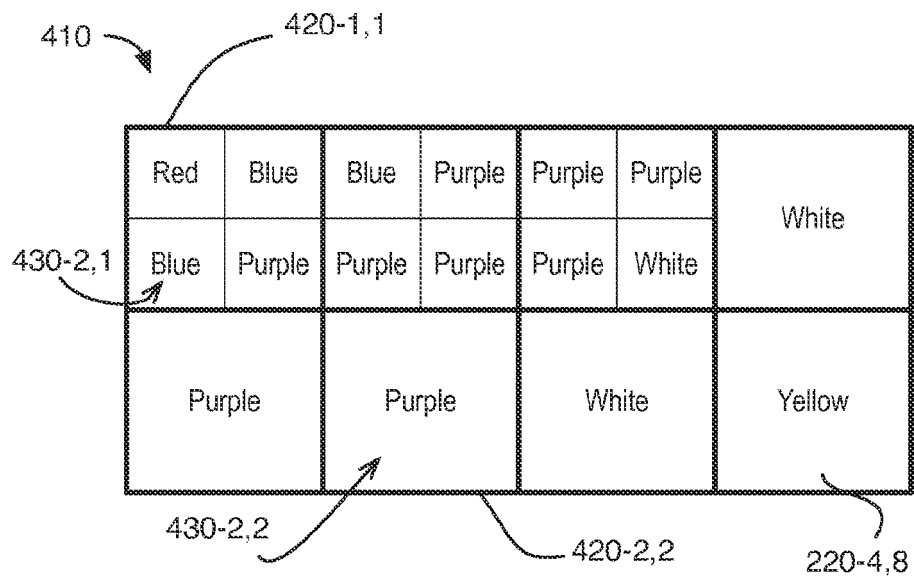 420-1,1
410
Red Blue Blue Purple Purple Purple
White
430-2,1 Blue Purple Purple Purple Purple White
Purple Purple White Yellow
430-2,2 420-2,2 220-4,8